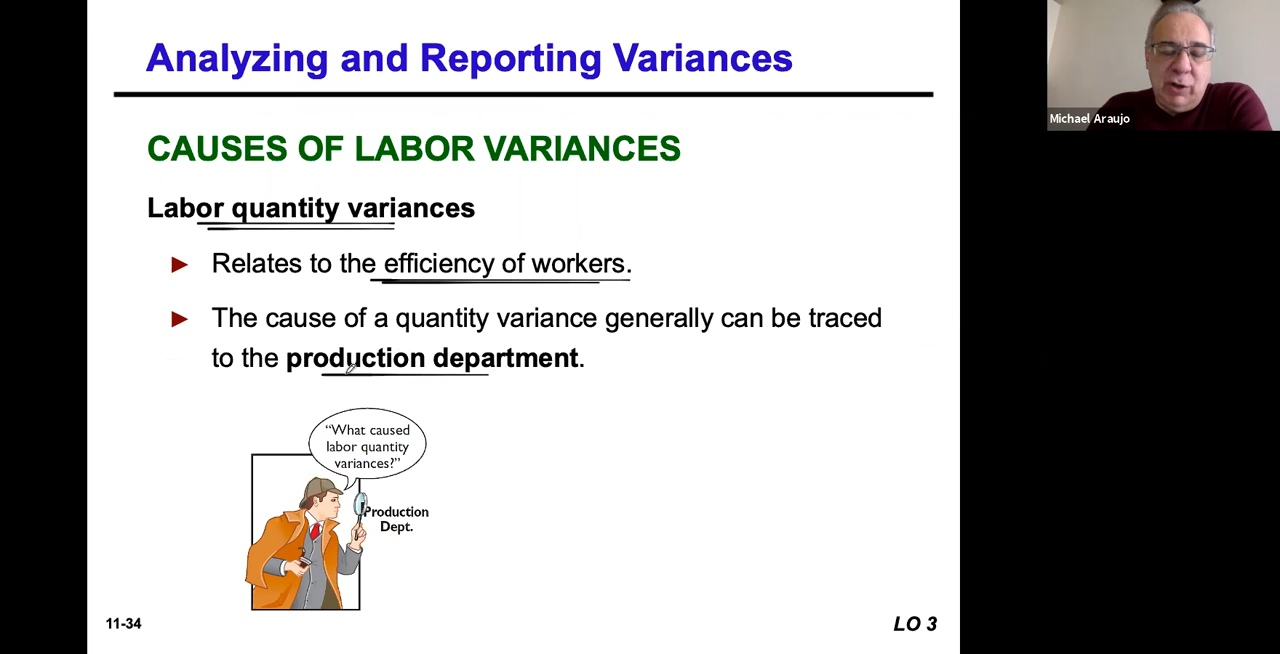 Analyzing and Reporting Variances
Michael Araujo
CAUSES OF LABOR VARIANCES
Labor quantity variances
► Relates to the efficiency of workers.
► The cause of a quantity variance generally can be traced
to the production department.
“What caused
labor quantity
variances?”
Production
Dept.
11-34
LO 3